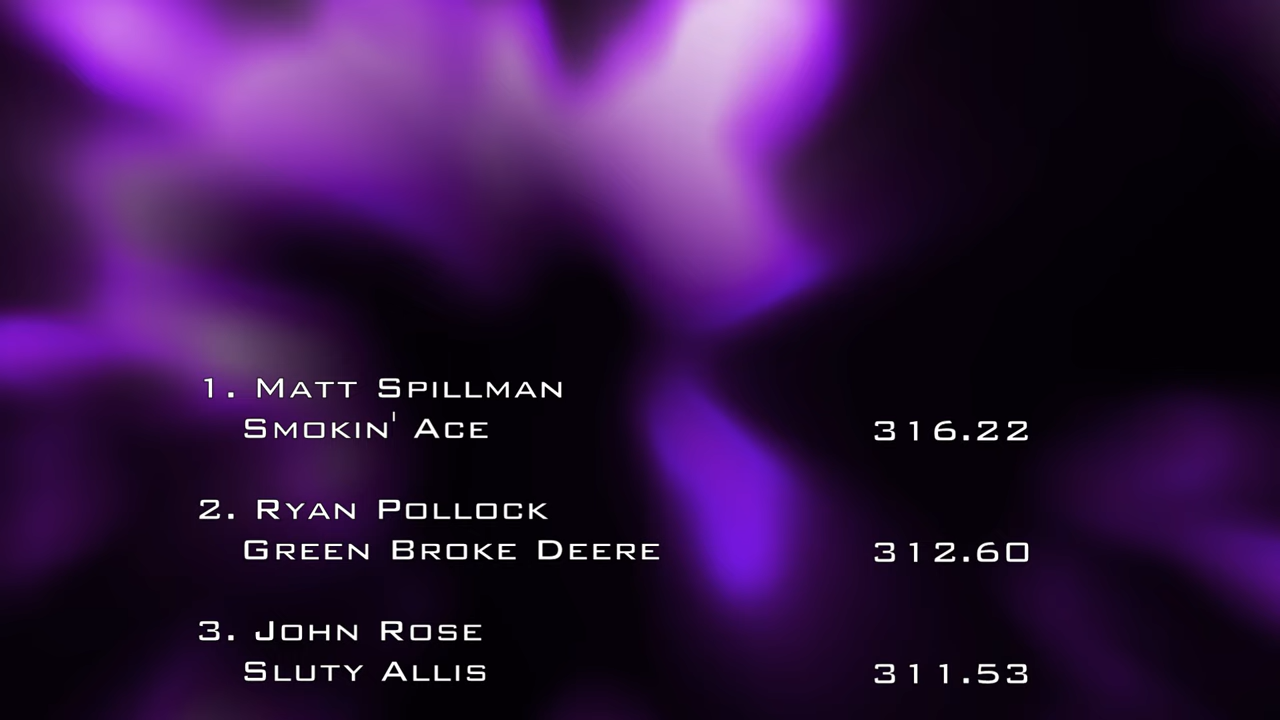 1. Matt Spillman
Smokin' Ace 316.22
2. Ryan Pollock
Green Broke Deere 312.60
3. John Rose
Sluty Allis 311.53